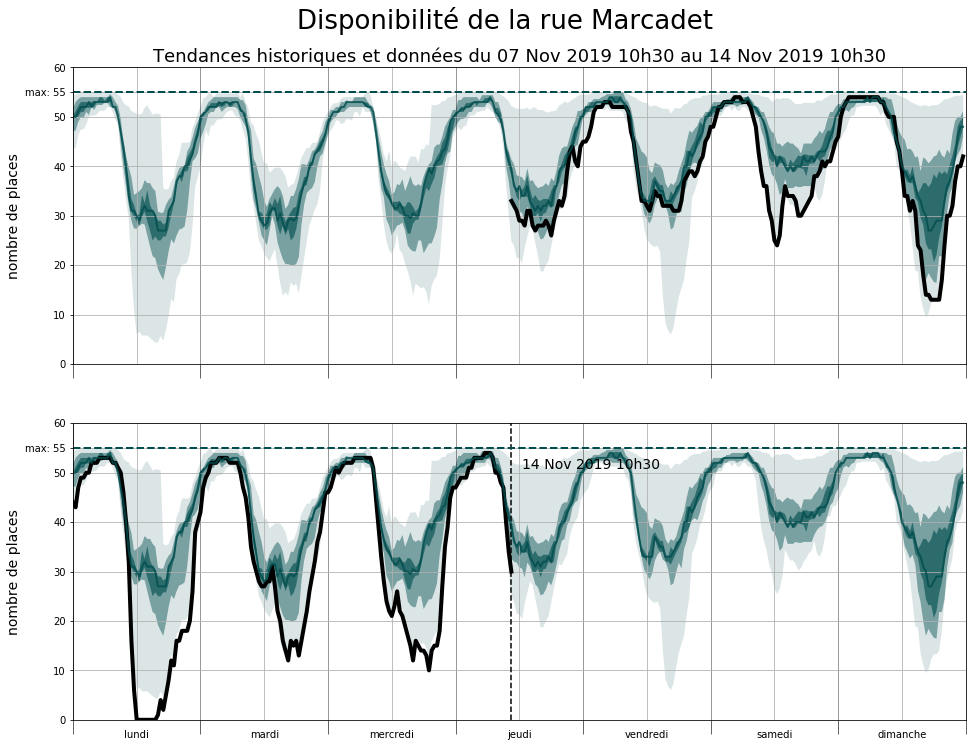 Disponibilité de la rue Marcadet
Tendances historiques et données du 07 Nov 2019 10h30 au 14 Nov 2019 10h30
60
max: 55
50
40
30
20
10
0
nombre de places
60
max: 55
50
40
30
20
10
0
nombre de places
14 Nov 2019 10h30
lundi mardi mercredi jeudi vendredi samedi dimanche